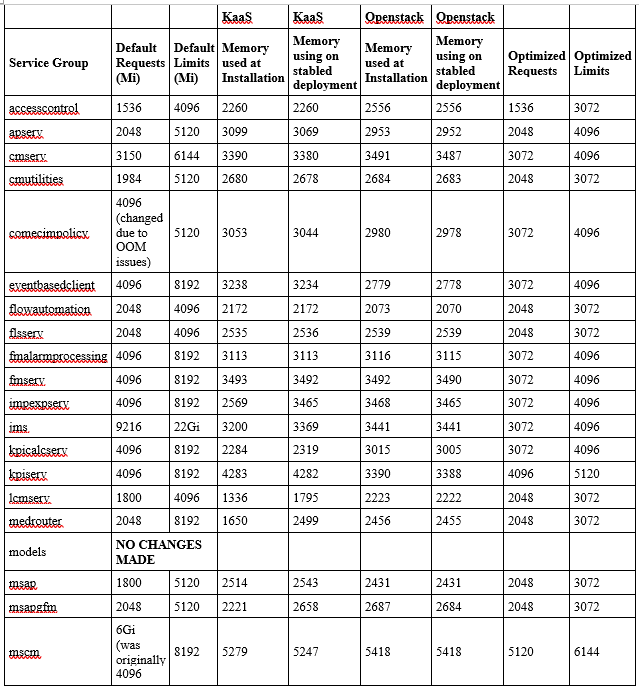 KaaS KaaS Openstack Openstack
Service Group Default Requests (Mi) Default Limits (Mi) Memory used at Installation Memory using on stabled deployment Memory used at Installation Memory using on stabled deployment Optimized Requests Optimized Limits
accesscontrol 1536 4096 2260 2260 2556 2556 1536 3072
apserv 2048 5120 3099 3069 2953 2952 2048 4096
cmserv 3150 6144 3390 3380 3491 3487 3072 4096
cmutilities 1984 5120 2680 2678 2684 2683 2048 3072
comecimpolicy 4096 (changed due to OOM issues) 5120 3053 3044 2980 2978 3072 4096
eventbasedclient 4096 8192 3238 3234 2779 2778 3072 4096
flowautomation 2048 4096 2172 2172 2073 2070 2048 3072
flsserv 2048 4096 2535 2536 2539 2539 2048 3072
fmalarmprocessing 4096 8192 3113 3113 3116 3115 3072 4096
fmserv 4096 8192 3493 3492 3492 3490 3072 4096
impexpserv 4096 8192 2569 3465 3468 3465 3072 4096
ims 9216 22Gi 3200 3369 3441 3441 3072 4096
kpicalcserv 4096 8192 2284 2319 3015 3005 3072 4096
kpiserv 4096 8192 4283 4282 3390 3388 4096 5120
lcmserv 1800 4096 1336 1795 2223 2222 2048 3072
medrouter 2048 8192 1650 2499 2456 2455 2048 3072
models NO CHANGES MADE
msap 1800 5120 2514 2543 2431 2431 2048 3072
msapgfm 2048 5120 2221 2658 2687 2684 2048 3072
mscm 6Gi (was originally 4096 8192 5279 5247 5418 5418 5120 6144